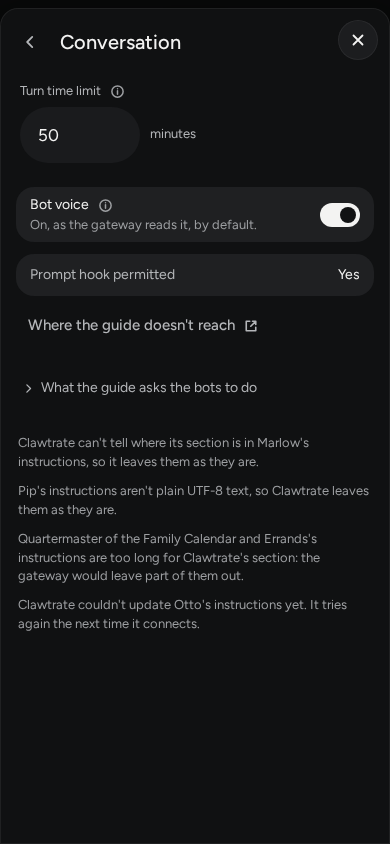 Conversation
Turn time limit
50 minutes
Bot voice
On, as the gateway reads it, by default.
Prompt hook permitted Yes
Where the guide doesn't reach
What the guide asks the bots to do
Clawtrate can't tell where its section is in Marlow's
instructions, so it leaves them as they are.
Pip's instructions aren't plain UTF-8 text, so Clawtrate leaves
them as they are.
Quartermaster of the Family Calendar and Errands's
instructions are too long for Clawtrate's section: the
gateway would leave part of them out.
Clawtrate couldn't update Otto's instructions yet. It tries
again the next time it connects.